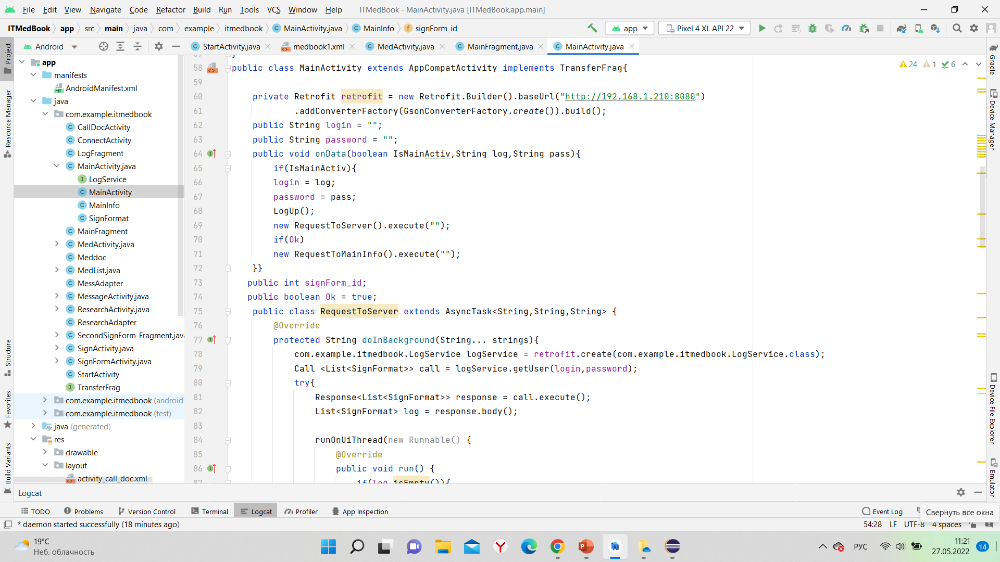 File Edit View Navigate Code Refactor Build Run Tools VCS Window Help ITMedBook - MainActivity.java [ITMedBook.app.main]
ITMedBook app src main java com example itmedbook MainActivity.java MainInfo signForm_id app Pixel 4 XL API 22
Android StartActivity.java medbook1.xml MedActivity.java MainFragment.java MainActivity.java
Project
Resource Manager
Structure
Favorites
Build Variants
app
manifests
AndroidManifest.xml
java
com.example.itmedbook
CallDocActivity
ConnectActivity
LogFragment
MainActivity.java
LogService
MainActivity
MainInfo
SignFormat
MainFragment
MedActivity.java
Meddoc
MedList.java
MessAdapter
MessageActivity.java
ResearchActivity.java
ResearchAdapter
SecondSignForm_Fragment.java
SignActivity.java
SignFormActivity.java
StartActivity
TransferFrag
com.example.itmedbook (android
com.example.itmedbook (test)
java (generated)
res
drawable
layout
activity_call_doc.xml
24 1 6
57 }
58 public class MainActivity extends AppCompatActivity implements TransferFrag{
59
60 private Retrofit retrofit = new Retrofit.Builder().baseUrl("http://192.168.1.210:8080")
61 .addConverterFactory(GsonConverterFactory.create()).build();
62 public String login = "";
63 public String password = "";
64 public void onData(boolean IsMainActiv,String log,String pass){
65 if(IsMainActiv){
66 login = log;
67 password = pass;
68 LogUp();
69 new RequestToServer().execute("");
70 if(Ok)
71 new RequestToMainInfo().execute("");
72 }}
73 public int signForm_id;
74 public boolean Ok = true;
75 public class RequestToServer extends AsyncTask<String,String,String> {
76 @Override
77 protected String doInBackground(String... strings){
78 com.example.itmedbook.LogService logService = retrofit.create(com.example.itmedbook.LogService.class);
79 Call <List<SignFormat>> call = logService.getUser(login,password);
80 try{
81 Response<List<SignFormat>> response = call.execute();
82 List<SignFormat> log = response.body();
83
84 runOnUiThread(new Runnable() {
85 @Override
86 public void run() {
87 if(log.isEmpty()){
Gradle
Device Manager
Device File Explorer
Emulator
Logcat
TODO Problems Version Control Terminal Logcat Profiler App Inspection Event Log
Свернуть все окна
* daemon started successfully (18 minutes ago) 54:28 LF UTF-8 4 spaces
19°C
Неб. облачность
РУС
11:21
27.05.2022
14